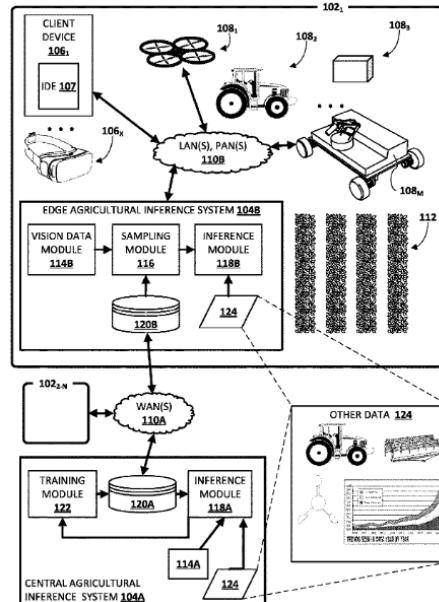 102₁
CLIENT
DEVICE
106₁
IDE 107
108₁
108₂
108₃
106ₓ
LAN(S), PAN(S)
110B
108ₘ
EDGE AGRICULTURAL INFERENCE SYSTEM 104B
VISION DATA
MODULE
114B
SAMPLING
MODULE
116
INFERENCE
MODULE
118B
112
120B
124
102₂₋ₙ
WAN(S)
110A
OTHER DATA 124
TRAINING
MODULE
122
120A
INFERENCE
MODULE
118A
114A
124
CENTRAL AGRICULTURAL
INFERENCE SYSTEM 104A